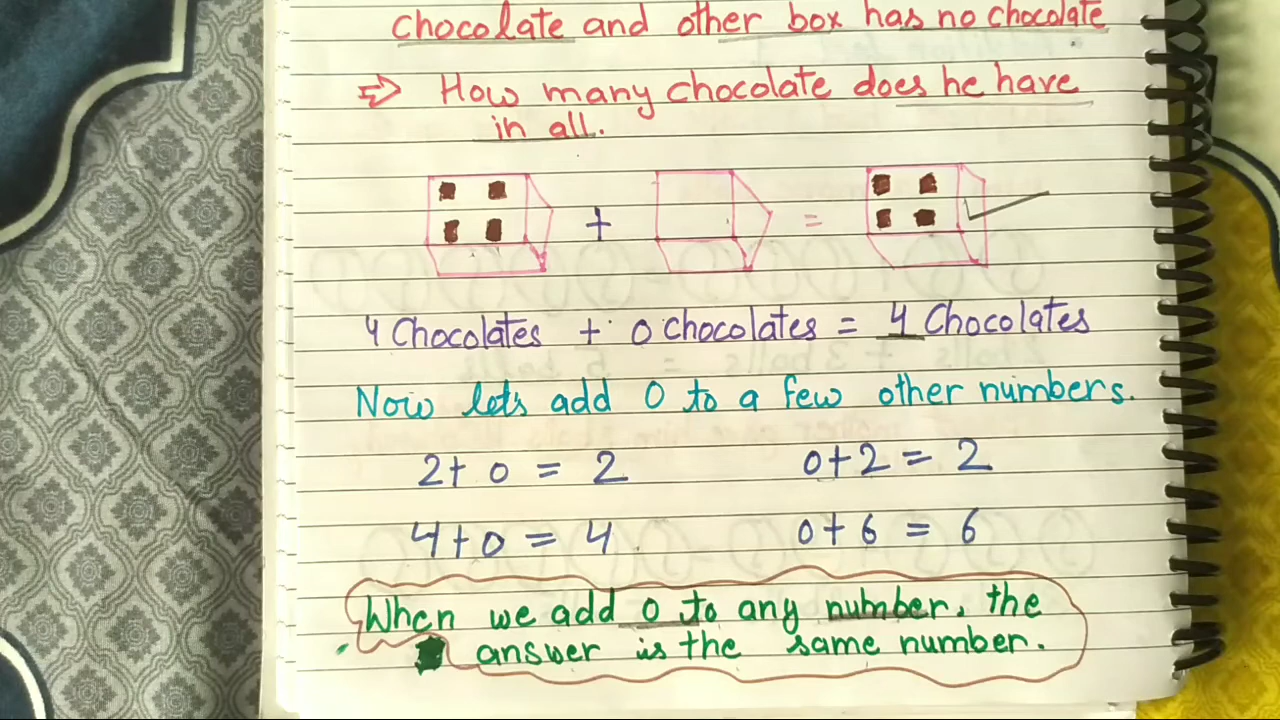 chocolate and other box has no chocolate
⇒ How many chocolate does he have
in all.
+ =
4 Chocolates + 0 chocolates = 4 Chocolates
Now lets add 0 to a few other numbers.
2+ 0 = 2 0+2 = 2
4+0 = 4 0+ 6 = 6
When we add 0 to any number, the
answer is the same number.